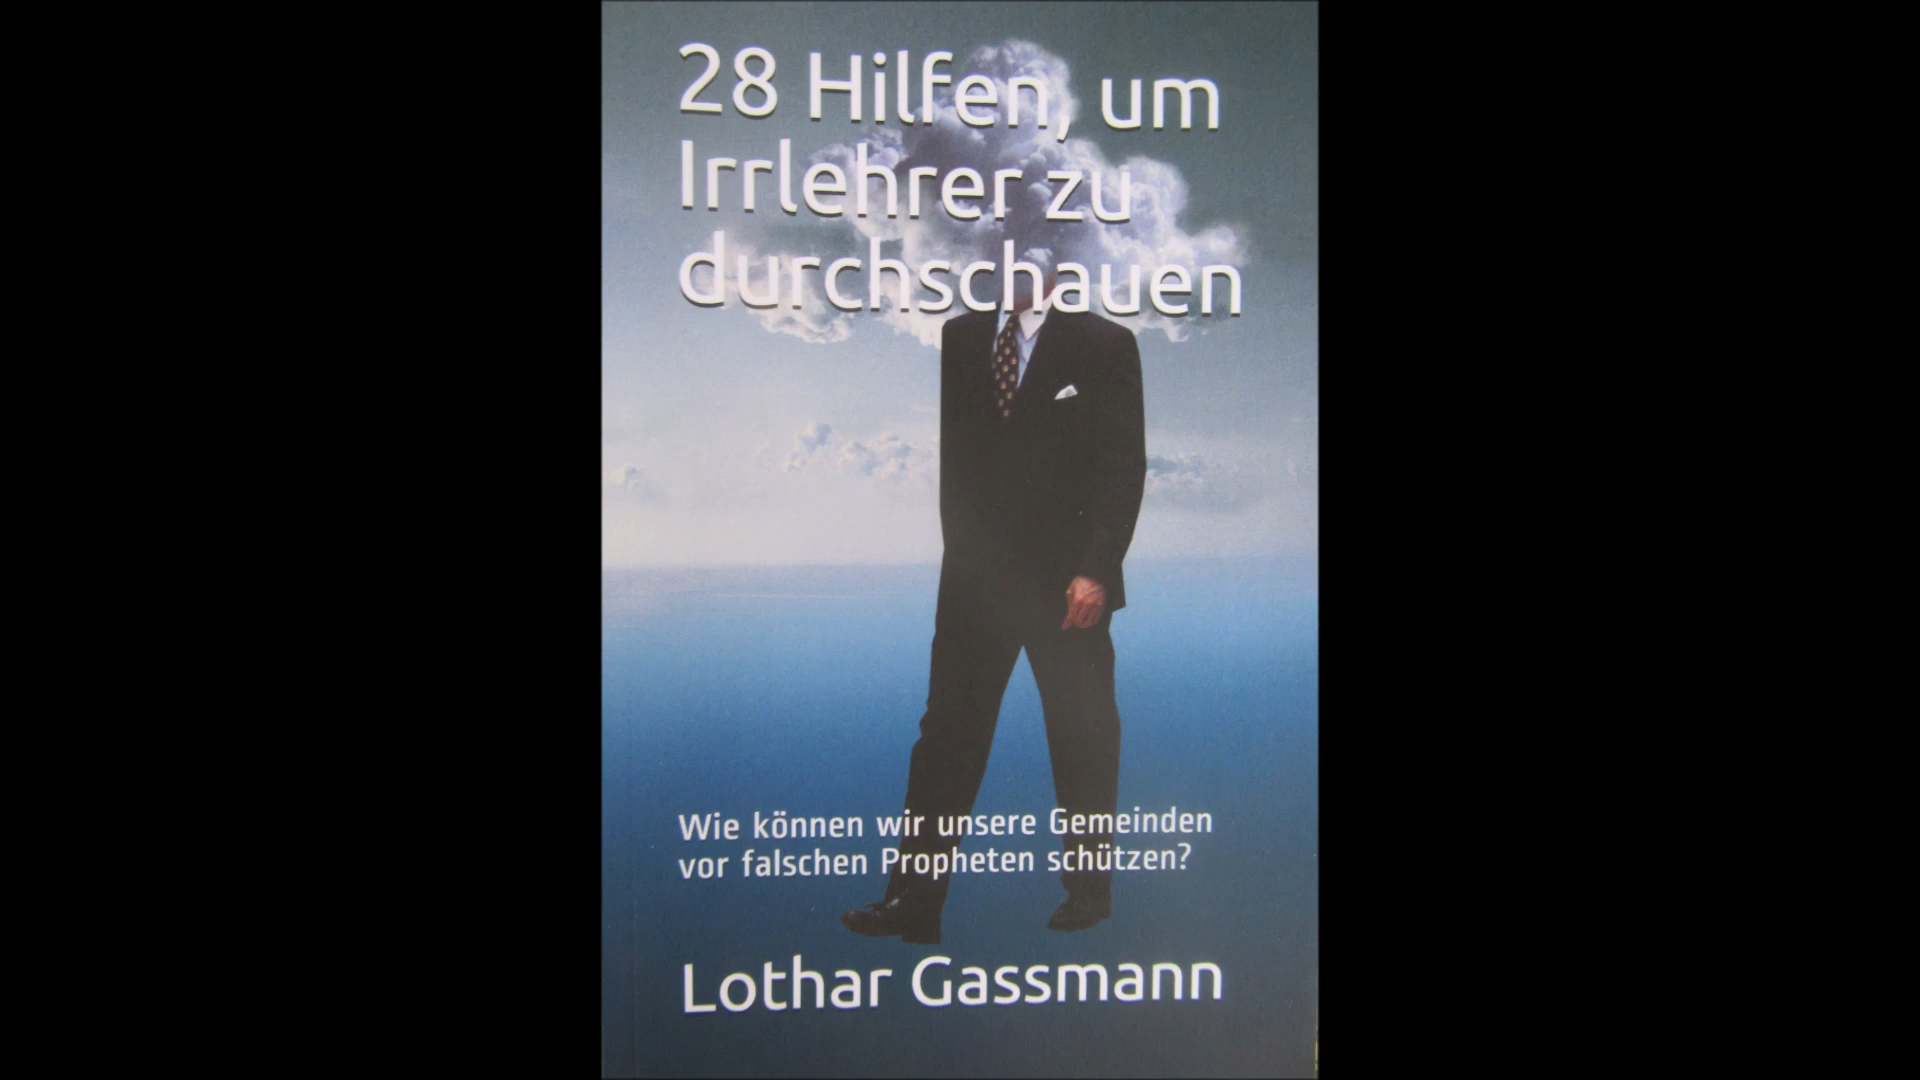 28 Hilfen, um
Irrlehrer zu
durchschauen
Wie können wir unsere Gemeinden
vor falschen Propheten schützen?
Lothar Gassmann